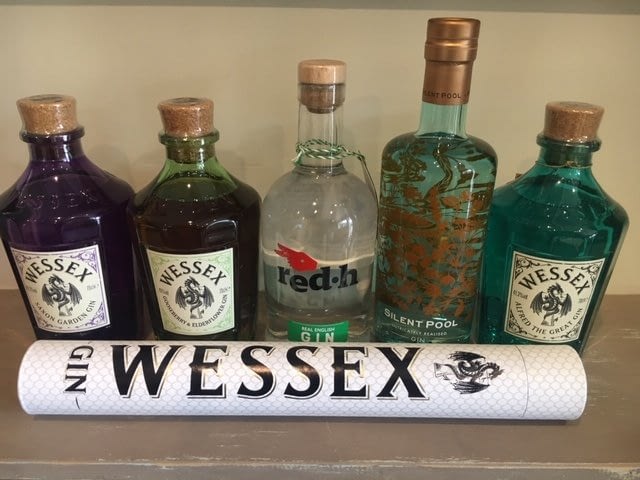 WESSEX
SAXON GARDEN GIN
WESSEX
GOOSEBERRY & ELDERFLOWER GIN
red·h
REAL ENGLISH
GIN
SILENT POOL
SILENT POOL
GIN
WESSEX
ALFRED THE GREAT GIN
GIN
WESSEX